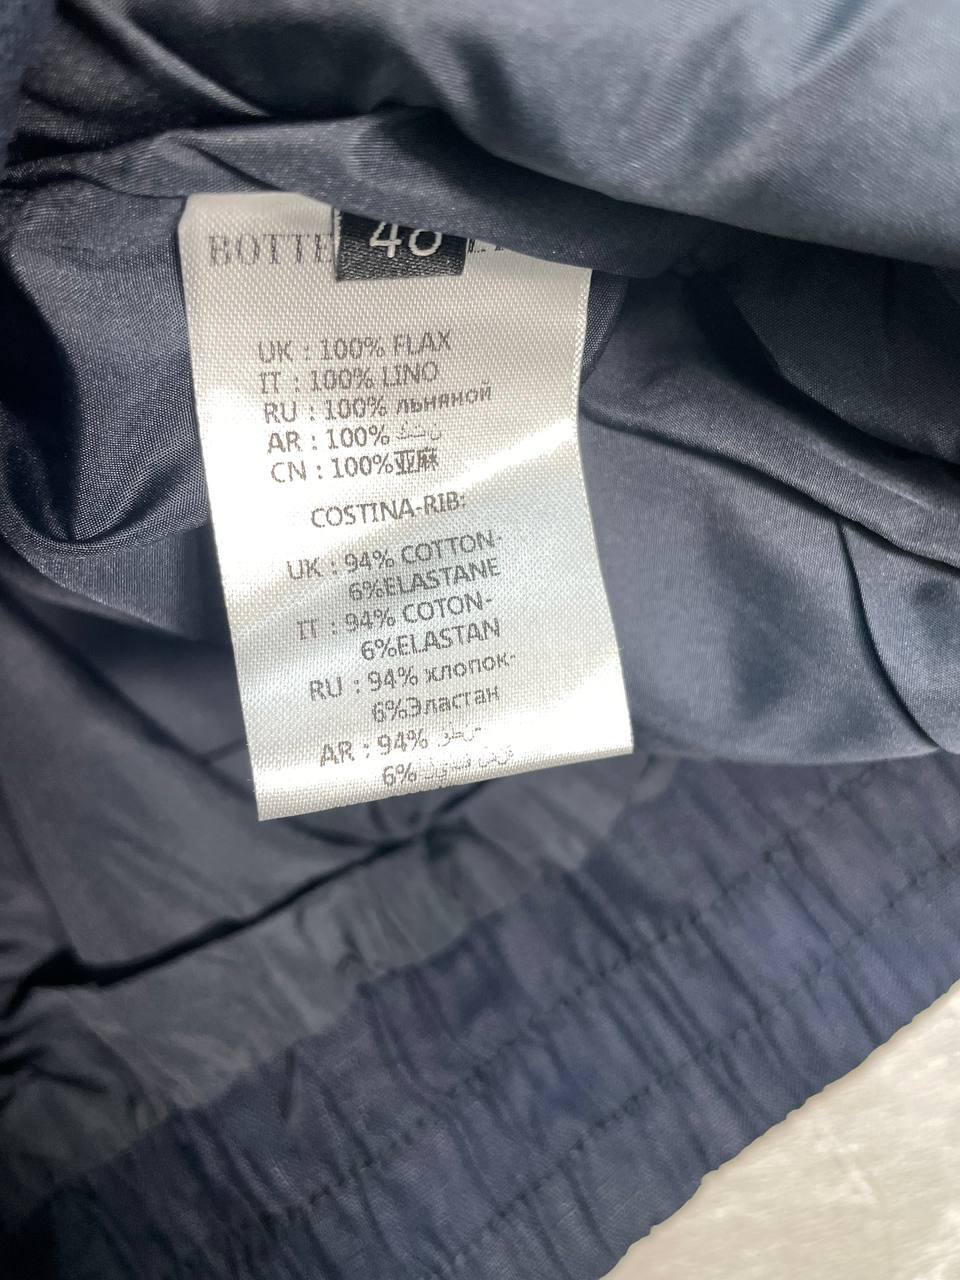 BOTTE
46
UK : 100% FLAX
IT : 100% LINO
RU : 100% льняной
AR : 100%
CN : 100%亚麻
COSTINA-RIB:
UK : 94% COTTON-
6%ELASTANE
IT : 94% COTON-
6%ELASTAN
RU : 94% хлопок-
6%Эластан
AR : 94%
6%